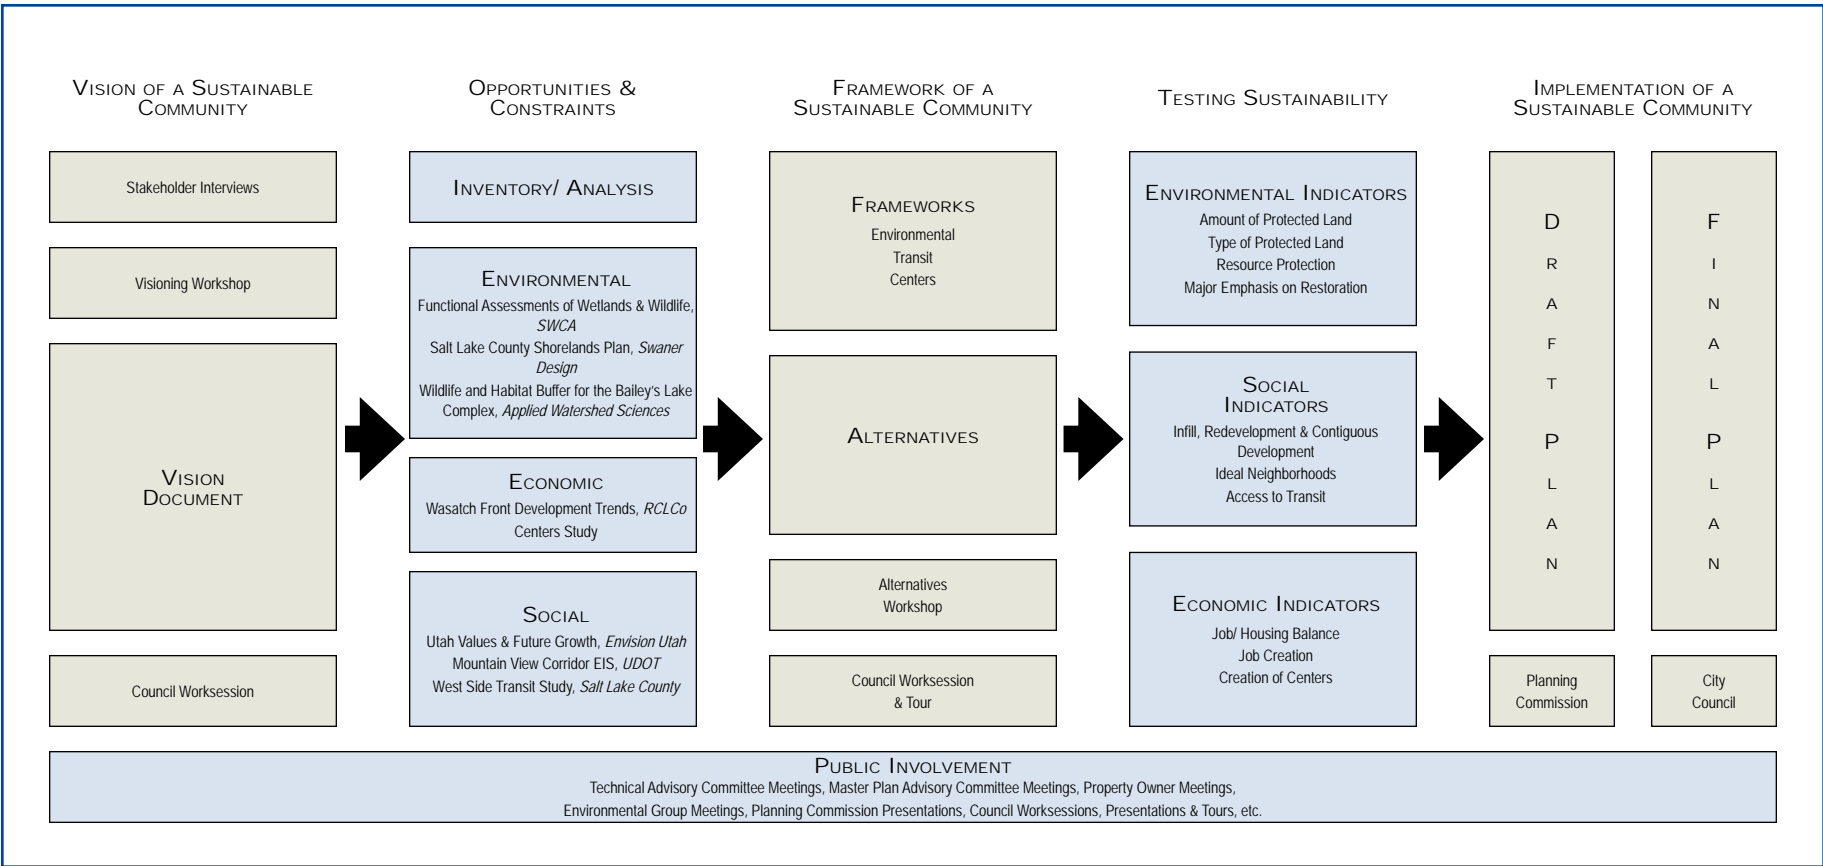 VISION OF A SUSTAINABLE
COMMUNITY
Stakeholder Interviews
Visioning Workshop
VISION
DOCUMENT
Council Worksession
OPPORTUNITIES &
CONSTRAINTS
INVENTORY/ ANALYSIS
ENVIRONMENTAL
Functional Assessments of Wetlands & Wildlife,
SWCA
Salt Lake County Shorelands Plan, Swaner
Design
Wildlife and Habitat Buffer for the Bailey's Lake
Complex, Applied Watershed Sciences
ECONOMIC
Wasatch Front Development Trends, RCLCo
Centers Study
SOCIAL
Utah Values & Future Growth, Envision Utah
Mountain View Corridor EIS, UDOT
West Side Transit Study, Salt Lake County
FRAMEWORK OF A
SUSTAINABLE COMMUNITY
FRAMEWORKS
Environmental
Transit
Centers
ALTERNATIVES
Alternatives
Workshop
Council Worksession
& Tour
TESTING SUSTAINABILITY
ENVIRONMENTAL INDICATORS
Amount of Protected Land
Type of Protected Land
Resource Protection
Major Emphasis on Restoration
SOCIAL
INDICATORS
Infill, Redevelopment & Contiguous
Development
Ideal Neighborhoods
Access to Transit
ECONOMIC INDICATORS
Job/ Housing Balance
Job Creation
Creation of Centers
IMPLEMENTATION OF A
SUSTAINABLE COMMUNITY
DRAFT PLAN
Planning
Commission
FINAL PLAN
City
Council
PUBLIC INVOLVEMENT
Technical Advisory Committee Meetings, Master Plan Advisory Committee Meetings, Property Owner Meetings,
Environmental Group Meetings, Planning Commission Presentations, Council Worksessions, Presentations & Tours, etc.